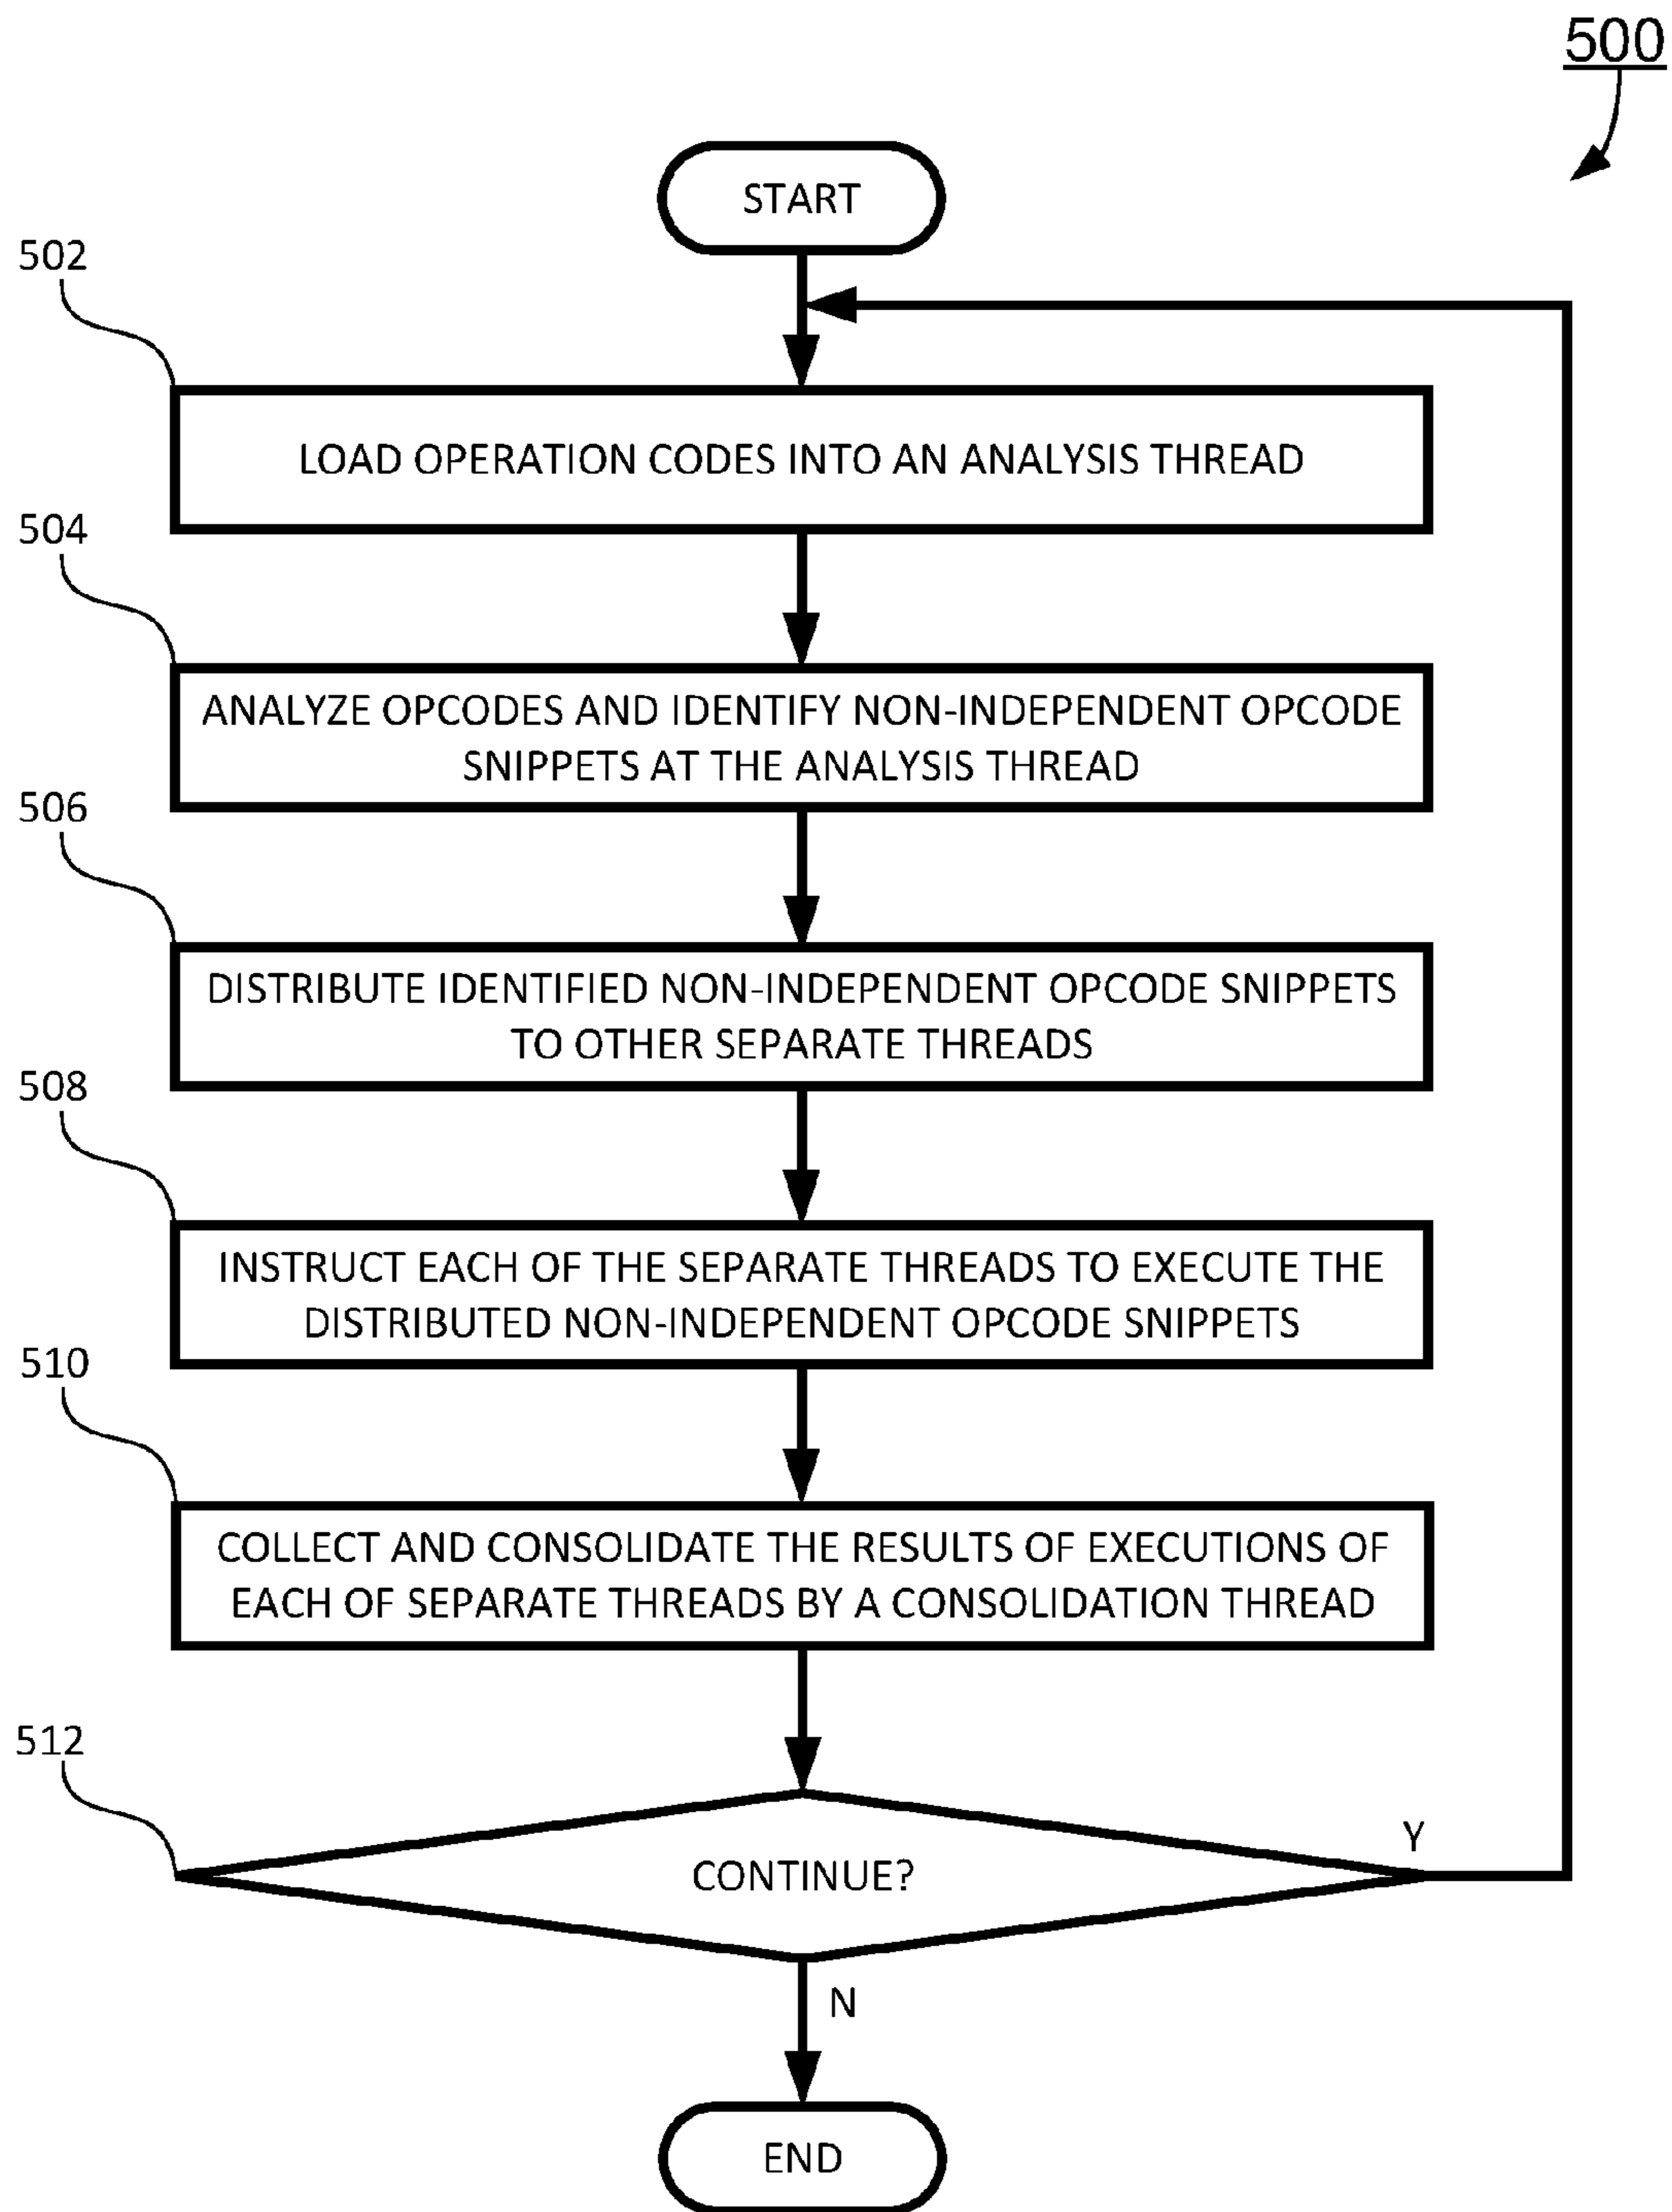 500
START
502
LOAD OPERATION CODES INTO AN ANALYSIS THREAD
504
ANALYZE OPCODES AND IDENTIFY NON-INDEPENDENT OPCODE
SNIPPETS AT THE ANALYSIS THREAD
506
DISTRIBUTE IDENTIFIED NON-INDEPENDENT OPCODE SNIPPETS
TO OTHER SEPARATE THREADS
508
INSTRUCT EACH OF THE SEPARATE THREADS TO EXECUTE THE
DISTRIBUTED NON-INDEPENDENT OPCODE SNIPPETS
510
COLLECT AND CONSOLIDATE THE RESULTS OF EXECUTIONS OF
EACH OF SEPARATE THREADS BY A CONSOLIDATION THREAD
512
CONTINUE?
Y
N
END